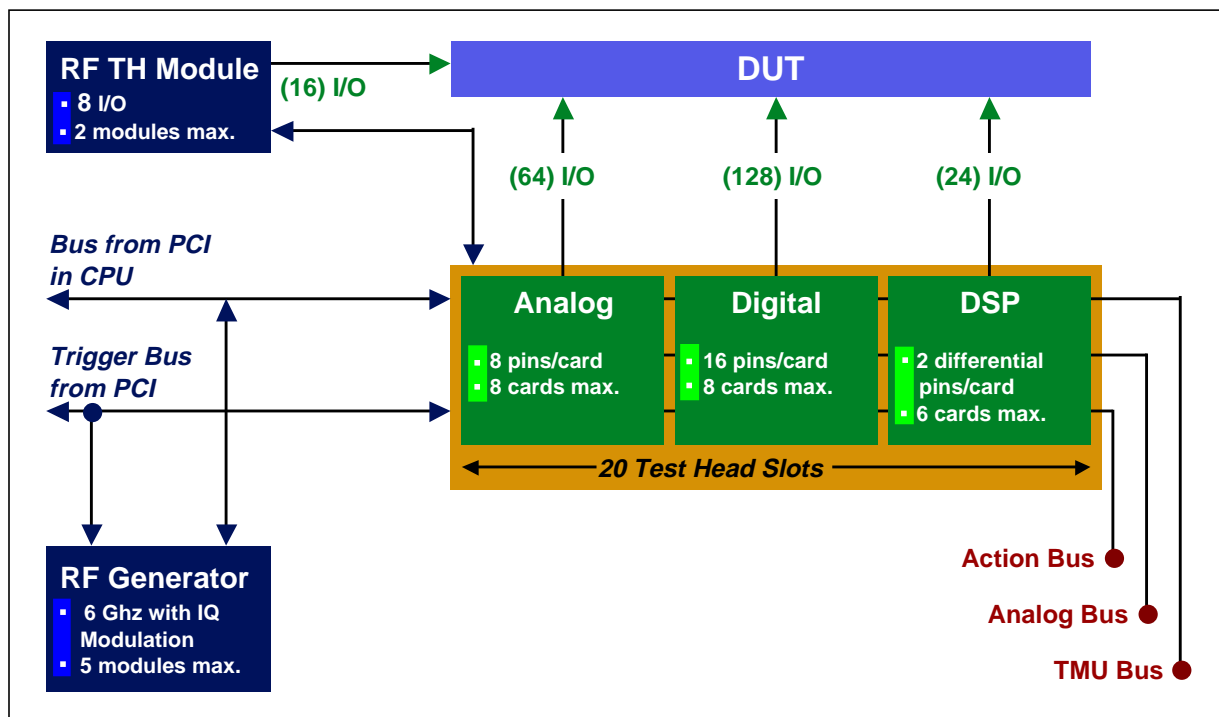 RF TH Module
▪ 8 I/O
▪ 2 modules max.
(16) I/O
DUT
(64) I/O
(128) I/O
(24) I/O
Bus from PCI
in CPU
Trigger Bus
from PCI
Analog
▪ 8 pins/card
▪ 8 cards max.
Digital
▪ 16 pins/card
▪ 8 cards max.
DSP
▪ 2 differential
pins/card
▪ 6 cards max.
20 Test Head Slots
RF Generator
▪ 6 Ghz with IQ
Modulation
▪ 5 modules max.
Action Bus
Analog Bus
TMU Bus